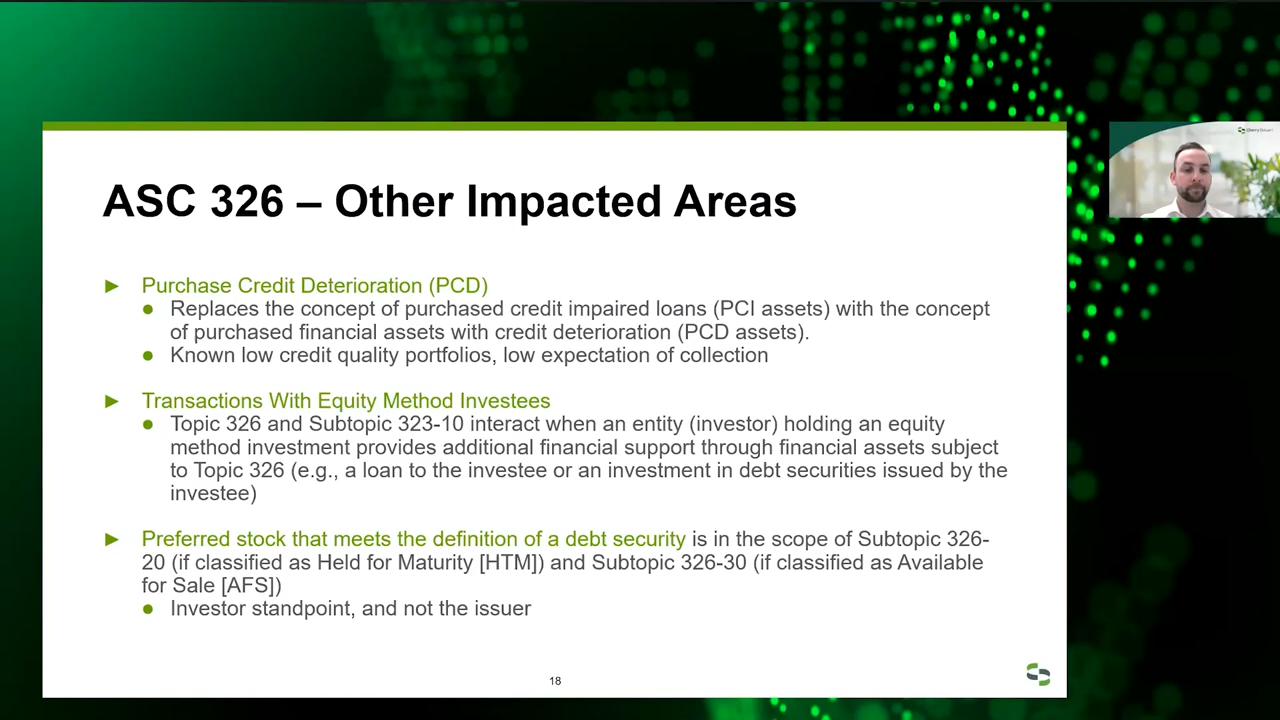 ASC 326 – Other Impacted Areas
► Purchase Credit Deterioration (PCD)
● Replaces the concept of purchased credit impaired loans (PCI assets) with the concept
of purchased financial assets with credit deterioration (PCD assets).
● Known low credit quality portfolios, low expectation of collection
► Transactions With Equity Method Investees
● Topic 326 and Subtopic 323-10 interact when an entity (investor) holding an equity
method investment provides additional financial support through financial assets subject
to Topic 326 (e.g., a loan to the investee or an investment in debt securities issued by the
investee)
► Preferred stock that meets the definition of a debt security is in the scope of Subtopic 326-
20 (if classified as Held for Maturity [HTM]) and Subtopic 326-30 (if classified as Available
for Sale [AFS])
● Investor standpoint, and not the issuer
18